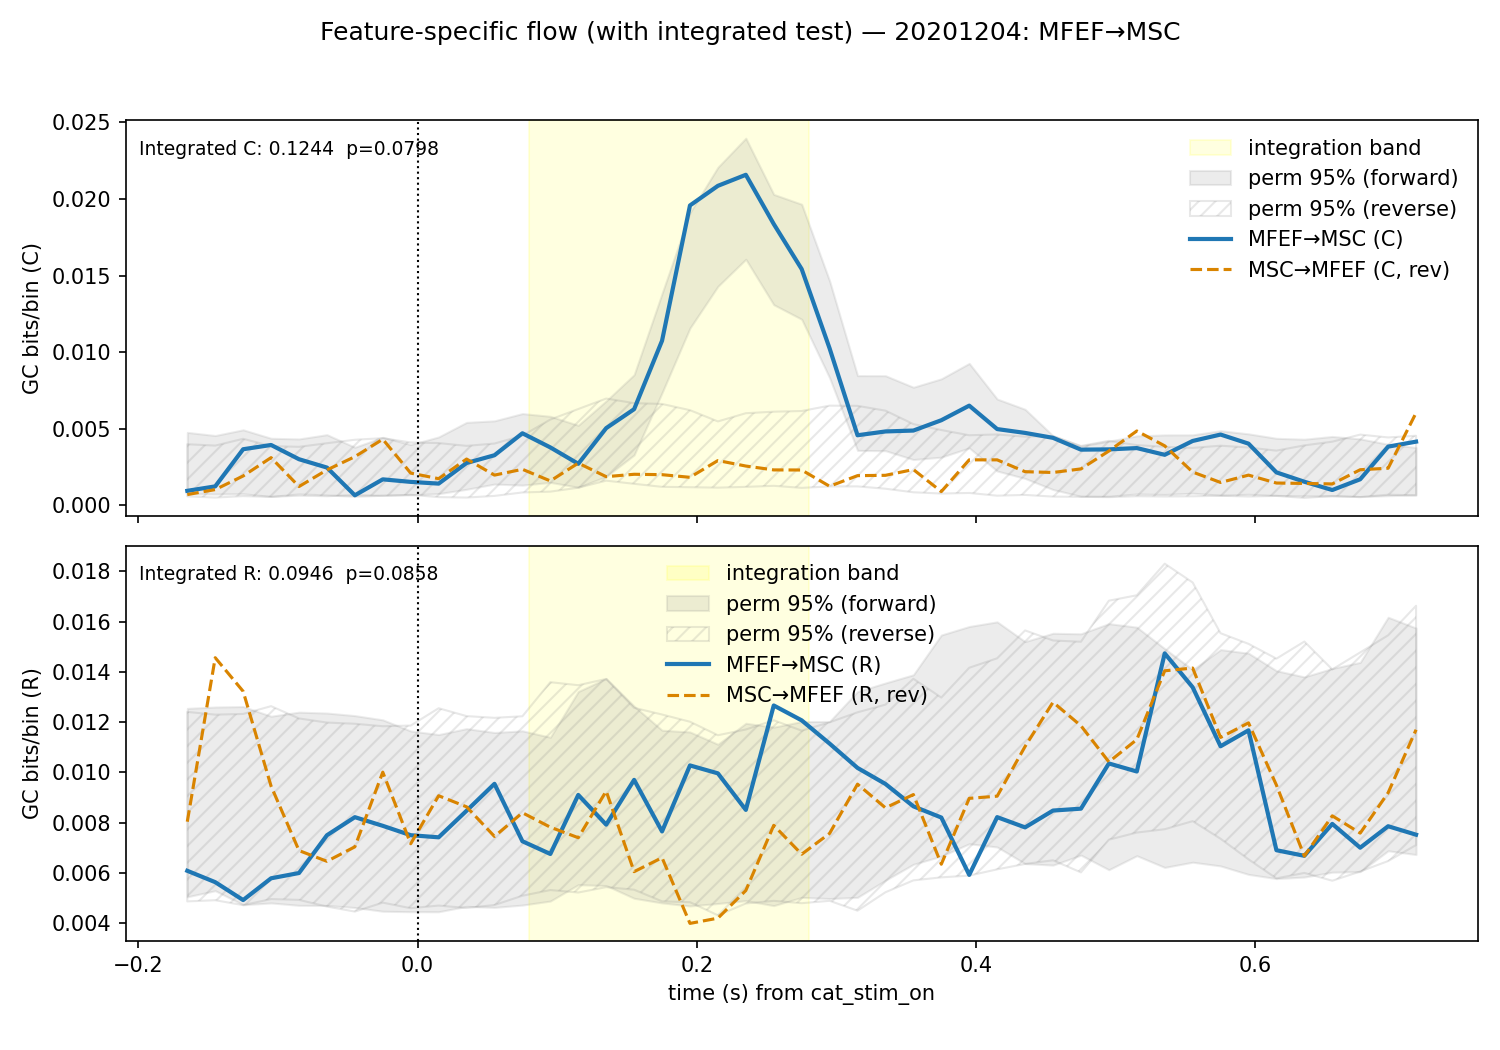 Feature-specific flow (with integrated test) — 20201204: MFEF→MSC
Integrated C: 0.1244  p=0.0798
integration band
perm 95% (forward)
perm 95% (reverse)
MFEF→MSC (C)
MSC→MFEF (C, rev)
0.025
0.020
0.015
0.010
0.005
0.000
GC bits/bin (C)
Integrated R: 0.0946  p=0.0858
integration band
perm 95% (forward)
perm 95% (reverse)
MFEF→MSC (R)
MSC→MFEF (R, rev)
0.018
0.016
0.014
0.012
0.010
0.008
0.006
0.004
GC bits/bin (R)
−0.2
0.0
0.2
0.4
0.6
time (s) from cat_stim_on